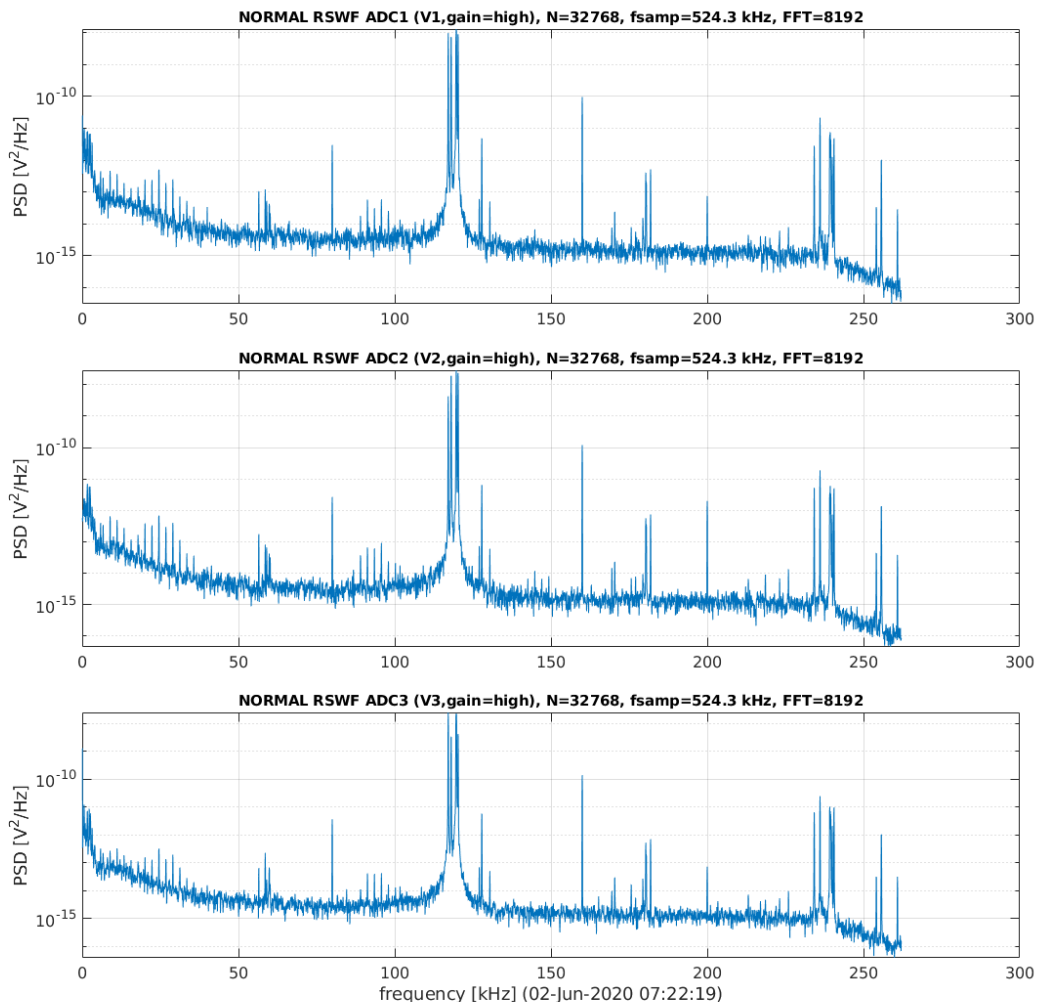 NORMAL RSWF ADC1 (V1,gain=high), N=32768, fsamp=524.3 kHz, FFT=8192
PSD [V²/Hz]
10⁻¹⁰
10⁻¹⁵
0 50 100 150 200 250 300
NORMAL RSWF ADC2 (V2,gain=high), N=32768, fsamp=524.3 kHz, FFT=8192
PSD [V²/Hz]
10⁻¹⁰
10⁻¹⁵
0 50 100 150 200 250 300
NORMAL RSWF ADC3 (V3,gain=high), N=32768, fsamp=524.3 kHz, FFT=8192
PSD [V²/Hz]
10⁻¹⁰
10⁻¹⁵
0 50 100 150 200 250 300
frequency [kHz] (02-Jun-2020 07:22:19)